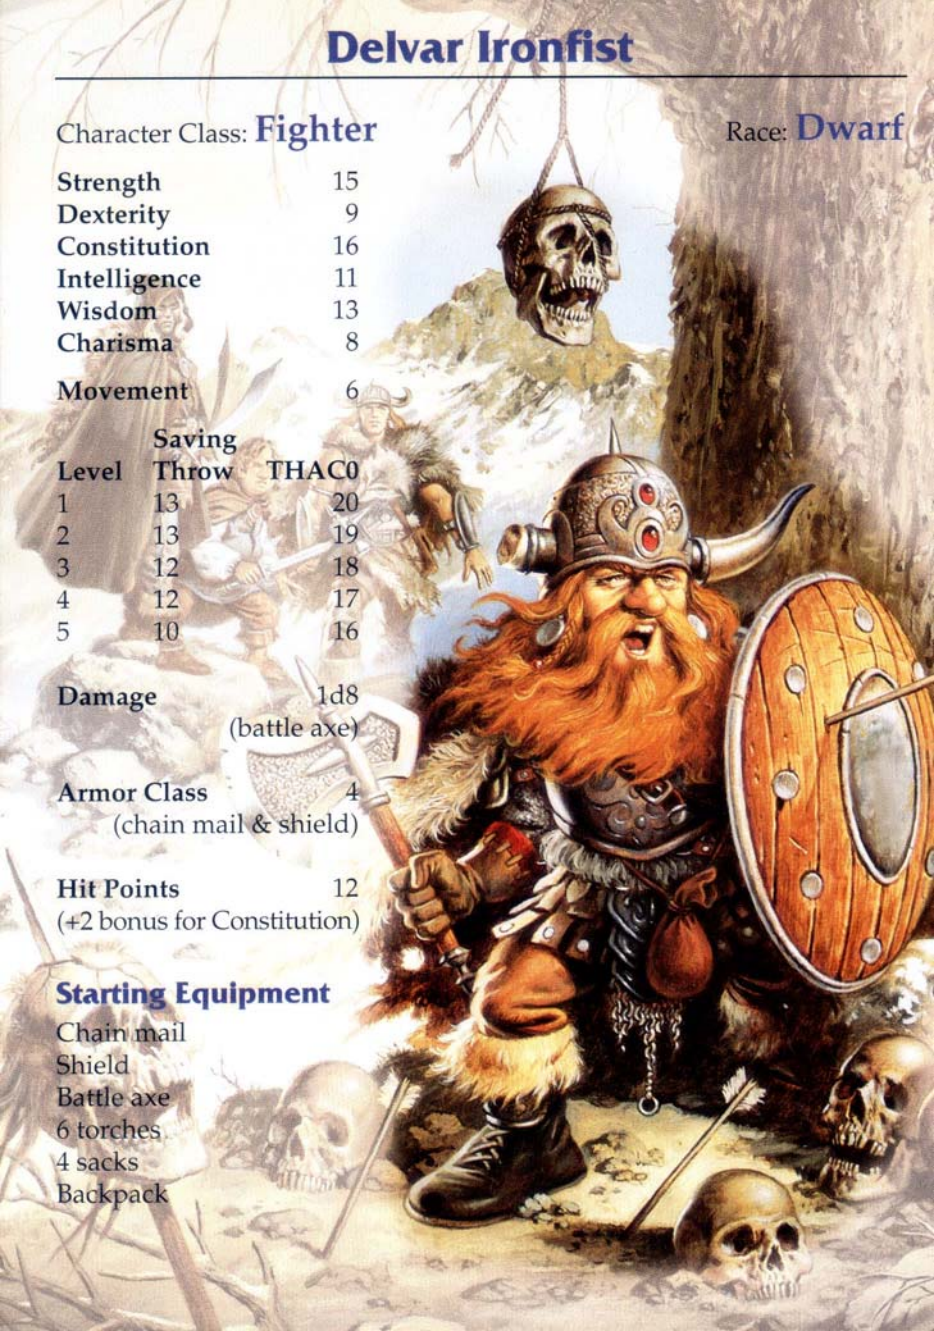 Delvar Ironfist
Character Class: Fighter
Race: Dwarf
Strength 15
Dexterity 9
Constitution 16
Intelligence 11
Wisdom 13
Charisma 8
Movement 6
Saving
Level Throw THAC0
1 13 20
2 13 19
3 12 18
4 12 17
5 10 16
Damage 1d8
(battle axe)
Armor Class 4
(chain mail & shield)
Hit Points 12
(+2 bonus for Constitution)
Starting Equipment
Chain mail
Shield
Battle axe
6 torches
4 sacks
Backpack